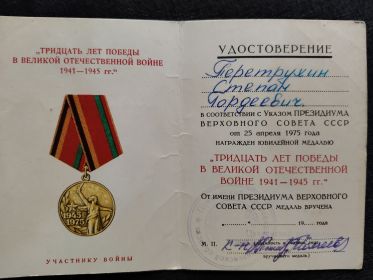 „ТРИДЦАТЬ ЛЕТ ПОБЕДЫ
В ВЕЛИКОЙ ОТЕЧЕСТВЕННОЙ ВОЙНЕ
1941—1945 гг.“
1945
1975
УЧАСТНИКУ ВОЙНЫ
УДОСТОВЕРЕНИЕ
Перетрухин
Степан
Гордеевич.
В СООТВЕТСТВИИ С УКАЗОМ ПРЕЗИДИУМА
ВЕРХОВНОГО СОВЕТА СССР
от 25 апреля 1975 года
НАГРАЖДЕН ЮБИЛЕЙНОЙ МЕДАЛЬЮ
„ТРИДЦАТЬ ЛЕТ ПОБЕДЫ
В ВЕЛИКОЙ ОТЕЧЕСТВЕННОЙ
ВОЙНЕ 1941—1945 гг.“
От имени ПРЕЗИДИУМА ВЕРХОВНОГО
СОВЕТА СССР МЕДАЛЬ ВРУЧЕНА
19 года
М. П.